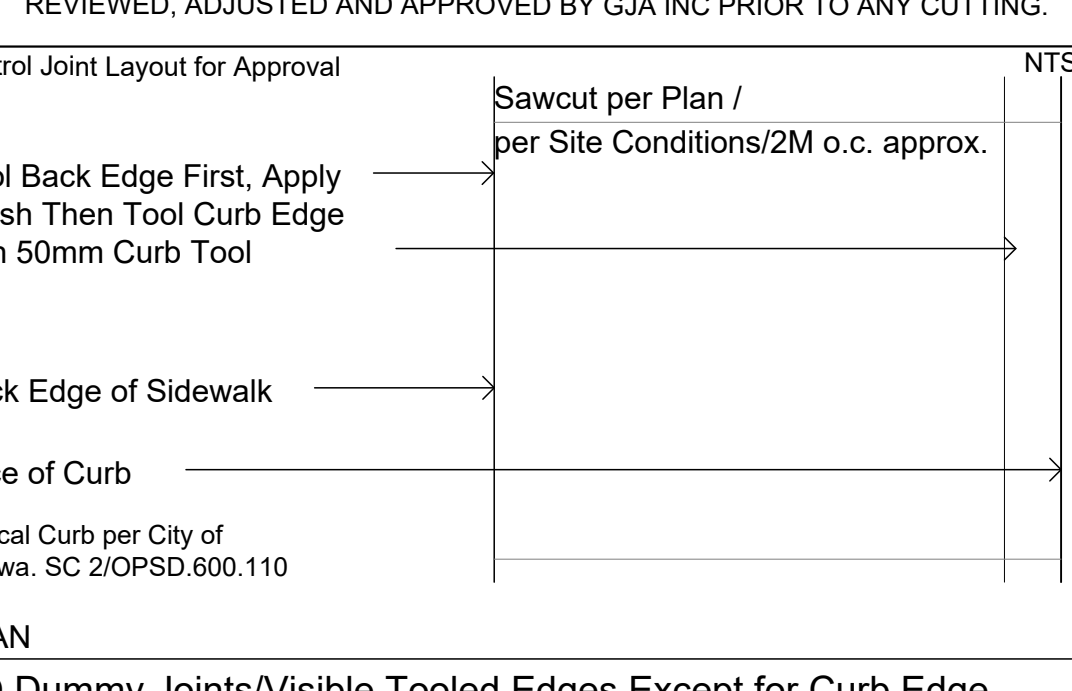 REVIEWED, ADJUSTED AND APPROVED BY GJA INC PRIOR TO ANY CUTTING.
trol Joint Layout for Approval
NTS
Sawcut per Plan /
per Site Conditions/2M o.c. approx.
ol Back Edge First, Apply
sh Then Tool Curb Edge
50mm Curb Tool
ck Edge of Sidewalk
ce of Curb
cal Curb per City of
wa. SC 2/OPSD.600.110
AN
Dummy Joints/Visible Tooled Edges Except for Curb Edge